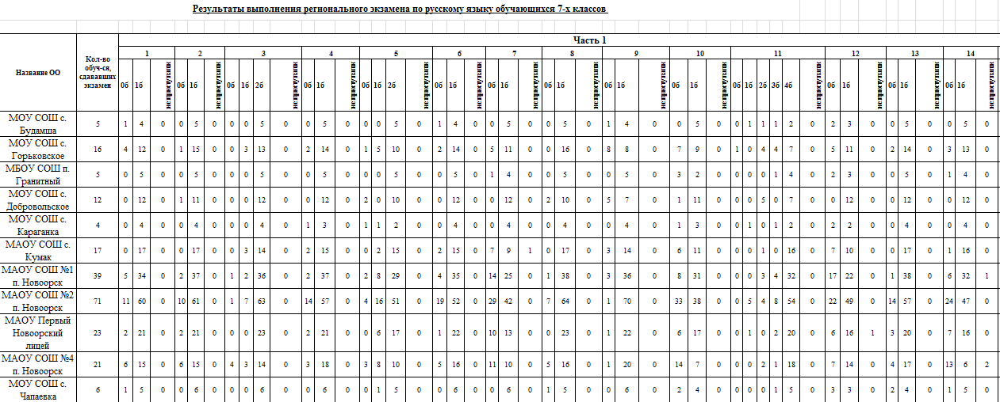 Результаты выполнения регионального экзамена по русскому языку обучающихся 7-х классов
Название ОО Кол-во обуч-ся, сдававших экзамен Часть 1
1 2 3 4 5 6 7 8 9 10 11 12 13 14
0б 1б не приступили 0б 1б не приступили 0б 1б 2б не приступили 0б 1б не приступили 0б 1б 2б не приступили 0б 1б не приступили 0б 1б не приступили 0б 1б не приступили 0б 1б не приступили 0б 1б не приступили 0б 1б 2б 3б 4б не приступили 0б 1б не приступили 0б 1б не приступили 0б 1б не приступили
МОУ СОШ с. Будамша 5 1 4 0 0 5 0 0 0 5 0 0 5 0 0 0 5 0 1 4 0 0 5 0 0 5 0 1 4 0 0 5 0 0 1 1 1 2 0 2 3 0 0 5 0 0 5 0
МОУ СОШ с. Горьковское 16 4 12 0 1 15 0 0 3 13 0 2 14 0 1 5 10 0 2 14 0 5 11 0 0 16 0 8 8 0 7 9 0 1 0 4 4 7 0 5 11 0 2 14 0 3 13 0
МБОУ СОШ п. Гранитный 5 0 5 0 0 5 0 0 0 5 0 0 5 0 0 0 5 0 0 5 0 1 4 0 0 5 0 0 5 0 3 2 0 0 0 0 1 4 0 2 3 0 0 5 0 1 4 0
МОУ СОШ с. Добровольское 12 0 12 0 1 11 0 0 0 12 0 0 12 0 2 0 10 0 0 12 0 0 12 0 2 10 0 5 7 0 1 11 0 0 0 5 0 7 0 0 12 0 0 12 0 0 12 0
МОУ СОШ с. Караганка 4 0 4 0 0 4 0 0 0 4 0 1 3 0 1 1 2 0 0 4 0 0 4 0 0 4 0 0 4 0 1 3 0 0 1 0 1 2 0 2 2 0 0 4 0 0 4 0
МАОУ СОШ с. Кумак 17 0 17 0 0 17 0 0 3 14 0 2 15 0 0 2 15 0 2 15 0 7 9 1 0 17 0 3 14 0 6 11 0 0 0 1 0 16 0 7 10 0 0 17 0 1 16 0
МАОУ СОШ №1 п. Новоорск 39 5 34 0 2 37 0 1 2 36 0 2 37 0 2 8 29 0 4 35 0 14 25 0 1 38 0 3 36 0 8 31 0 0 0 3 4 32 0 17 22 0 1 38 0 6 32 1
МАОУ СОШ №2 п. Новоорск 71 11 60 0 10 61 0 1 7 63 0 14 57 0 4 16 51 0 19 52 0 29 42 0 7 64 0 1 70 0 33 38 0 0 5 4 8 54 0 22 49 0 14 57 0 24 47 0
МАОУ Первый Новоорский лицей 23 2 21 0 2 21 0 0 0 23 0 2 21 0 0 6 17 0 1 22 0 10 13 0 0 23 0 1 22 0 6 17 0 0 1 0 2 20 0 6 16 1 3 20 0 7 16 0
МАОУ СОШ №4 п. Новоорск 21 6 15 0 6 15 0 4 3 14 0 3 18 0 3 8 10 0 5 16 0 11 10 0 5 16 0 1 20 0 14 7 0 0 0 2 1 18 0 7 14 0 4 17 0 13 6 2
МОУ СОШ с. Чапаевка 6 1 5 0 0 6 0 0 0 6 0 0 6 0 0 1 5 0 0 6 0 0 6 0 1 5 0 0 6 0 2 4 0 0 0 0 1 5 0 3 3 0 2 4 0 1 5 0